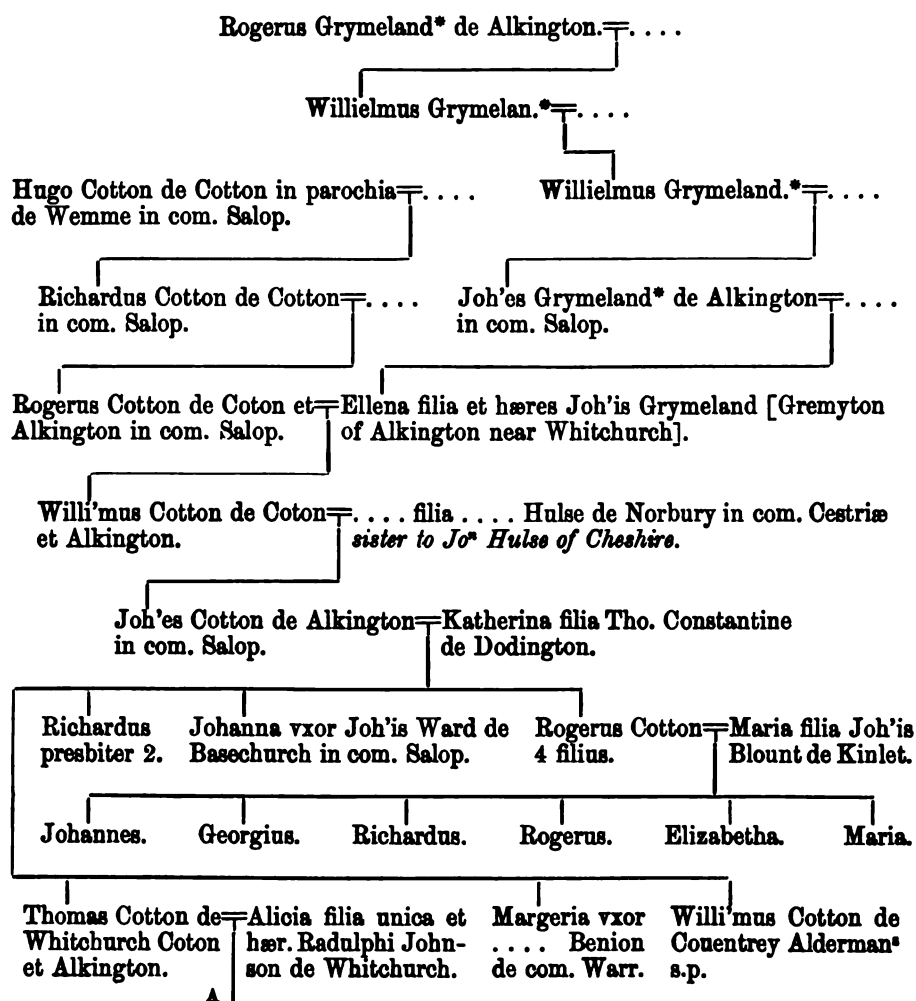 Rogerus Grymeland* de Alkington.=. . . .
Willielmus Grymelan.*=. . . .
Hugo Cotton de Cotton in parochia=. . . .
de Wemme in com. Salop.
Willielmus Grymeland.*=. . . .
Richardus Cotton de Cotton=. . . .
in com. Salop.
Joh'es Grymeland* de Alkington=. . . .
in com. Salop.
Rogerus Cotton de Coton et=
Alkington in com. Salop.
Ellena filia et hæres Joh'is Grymeland [Gremyton
of Alkington near Whitchurch].
Willi'mus Cotton de Coton=
et Alkington.
. . . . filia . . . . Hulse de Norbury in com. Cestriæ
sister to Joⁿ Hulse of Cheshire.
Joh'es Cotton de Alkington=
in com. Salop.
Katherina filia Tho. Constantine
de Dodington.
Richardus
presbiter 2.
Johanna vxor Joh'is Ward de
Basechurch in com. Salop.
Rogerus Cotton=
4 filius.
Maria filia Joh'is
Blount de Kinlet.
Johannes.
Georgius.
Richardus.
Rogerus.
Elizabetha.
Maria.
Thomas Cotton de=
Whitchurch Coton
et Alkington.
Alicia filia unica et
hær. Radulphi John-
son de Whitchurch.
Margeria vxor
. . . . Benion
de com. Warr.
Willi'mus Cotton de
Couentrey Aldermanˢ
s.p.
A